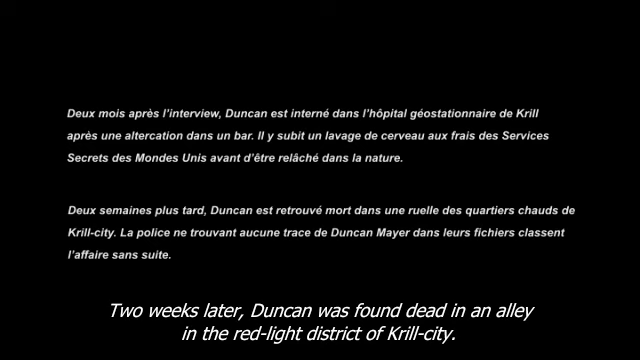 Deux mois après l'interview, Duncan est interné dans l'hôpital géostationnaire de Krill
après une altercation dans un bar. Il y subit un lavage de cerveau aux frais des Services
Secrets des Mondes Unis avant d'être relâché dans la nature.
Deux semaines plus tard, Duncan est retrouvé mort dans une ruelle des quartiers chauds de
Krill-city. La police ne trouvant aucune trace de Duncan Mayer dans leurs fichiers classent
l'affaire sans suite.
Two weeks later, Duncan was found dead in an alley
in the red-light district of Krill-city.